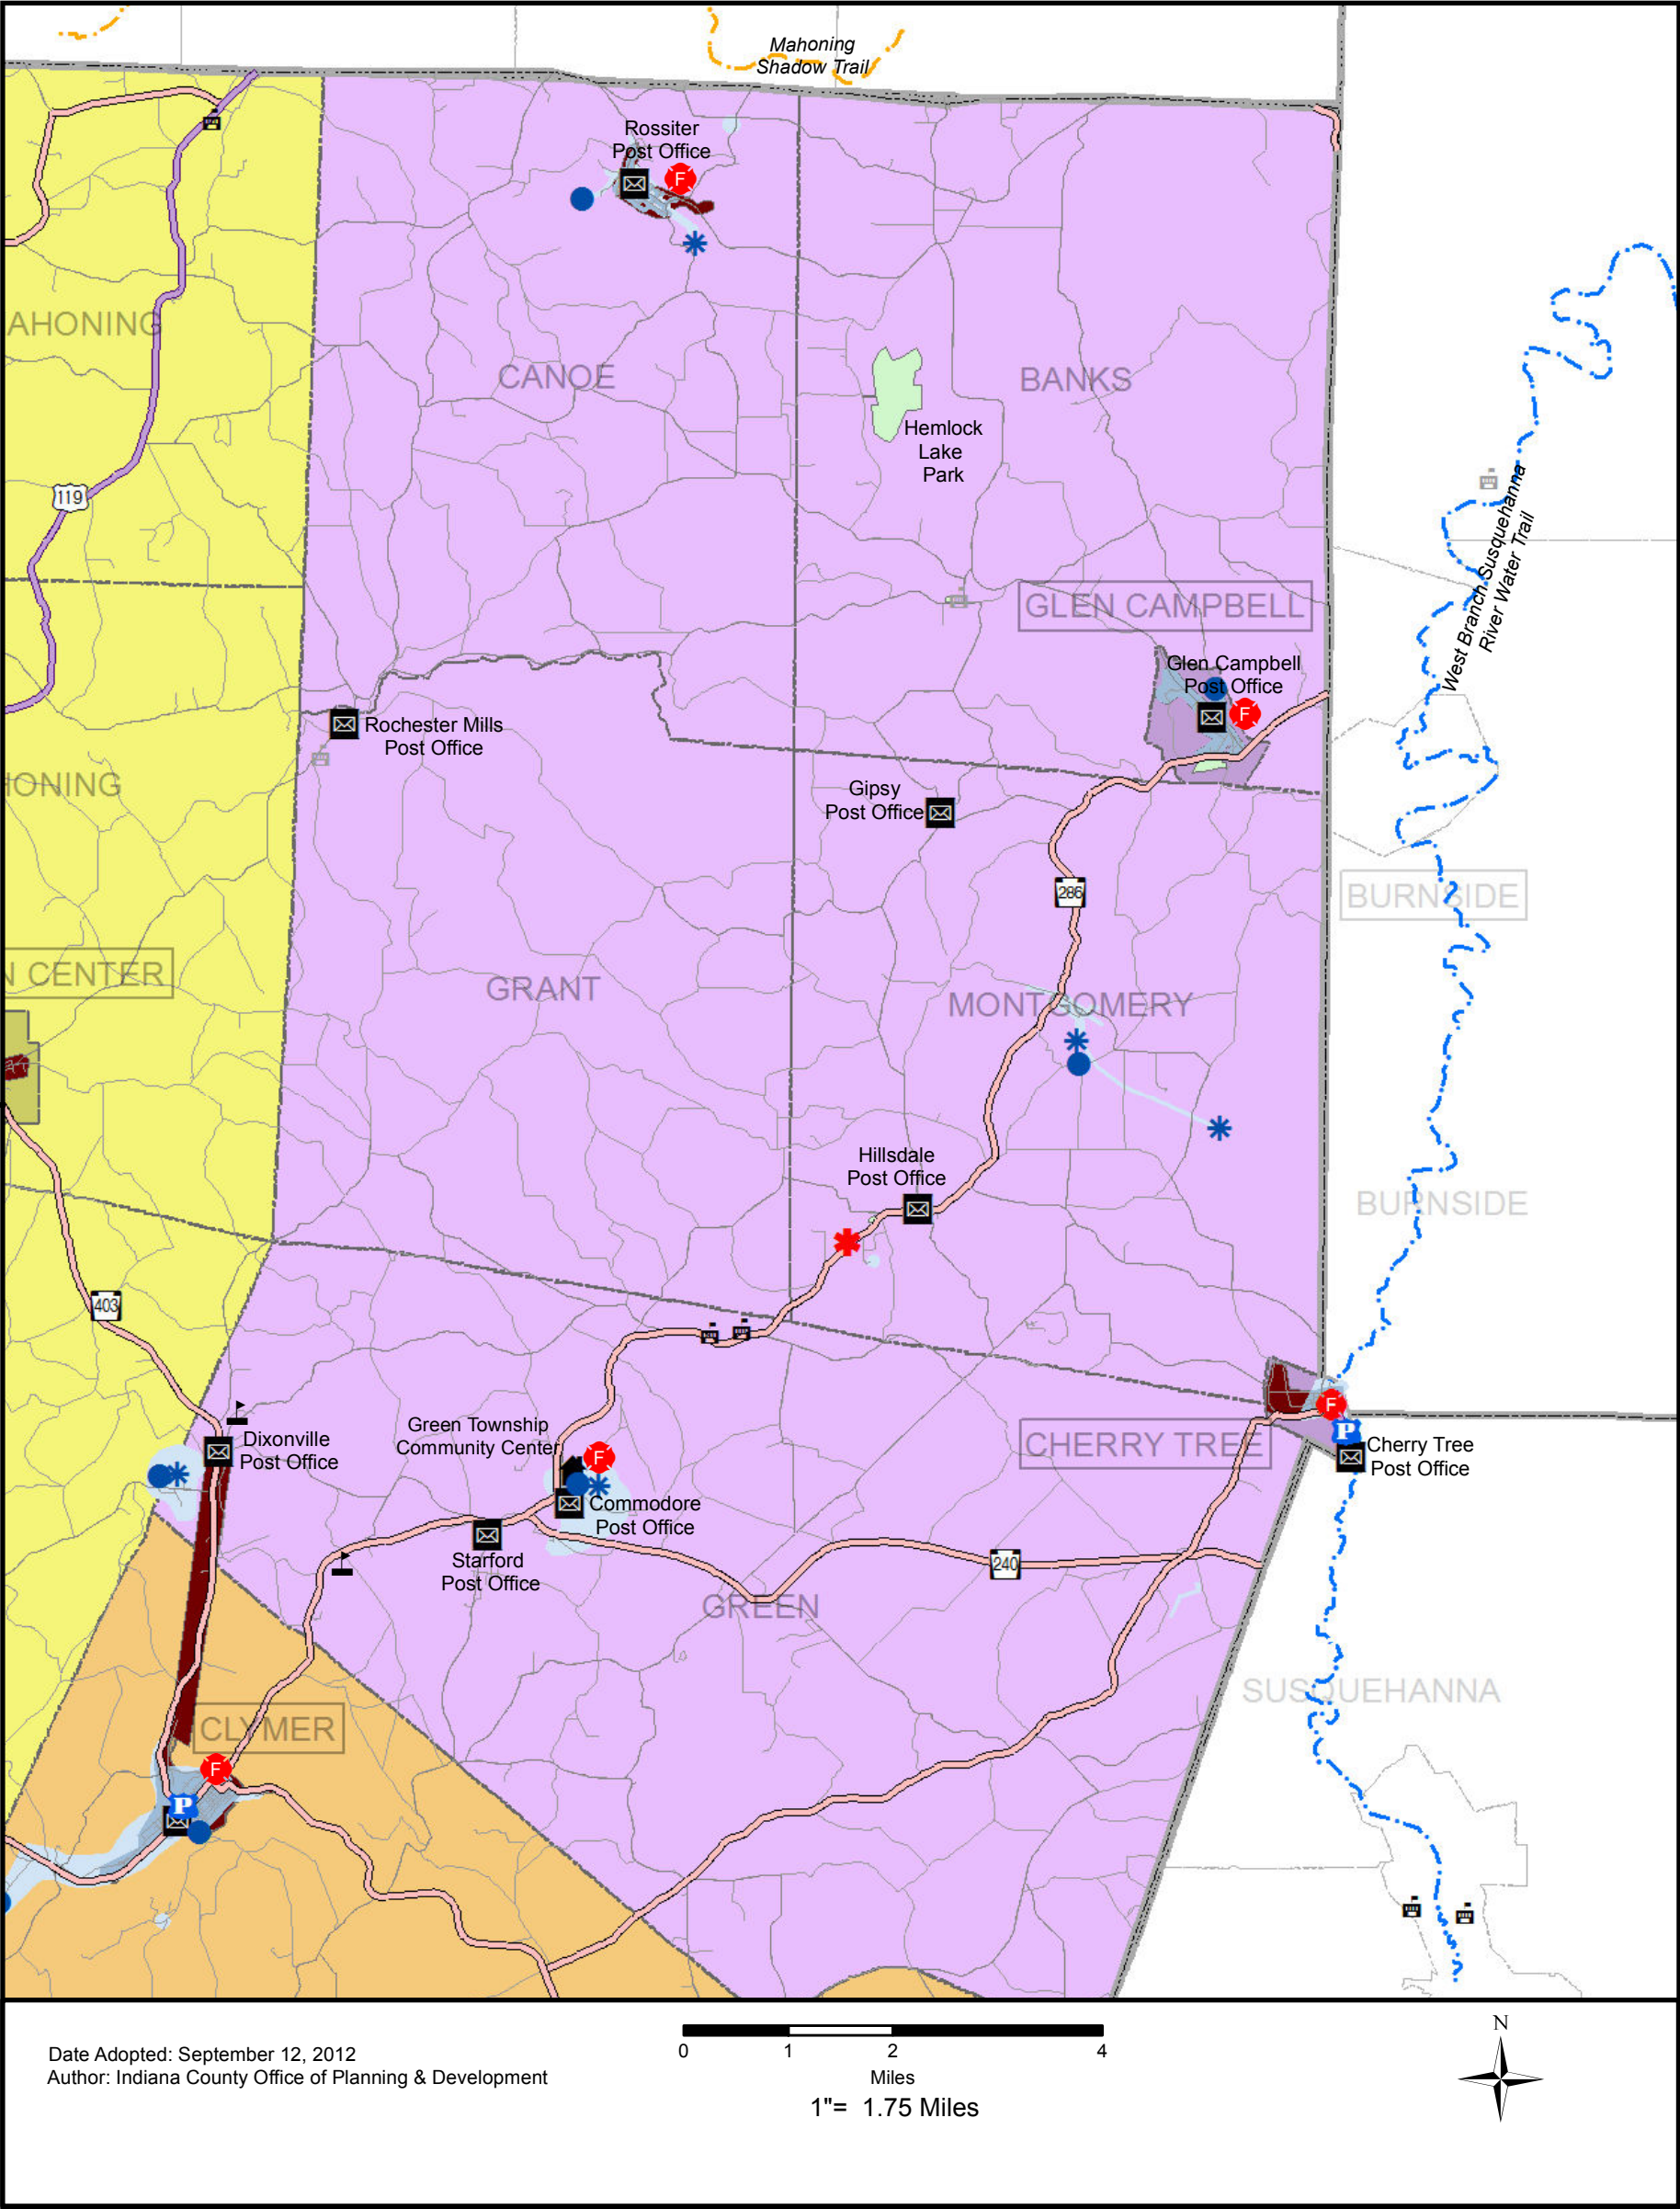 Mahoning
Shadow Trail
Rossiter
Post Office
F
AHONING
CANOE
BANKS
Hemlock
Lake
Park
119
West Branch Susquehanna
River Water Trail
GLEN CAMPBELL
Glen Campbell
Post Office
F
Rochester Mills
Post Office
HONING
Gipsy
Post Office
286
BURNSIDE
N CENTER
GRANT
MONTGOMERY
Hillsdale
Post Office
BURNSIDE
403
F
P
Green Township
Community Center
CHERRY TREE
Cherry Tree
Post Office
Dixonville
Post Office
F
Commodore
Post Office
Starford
Post Office
240
GREEN
SUSQUEHANNA
CLYMER
F
P
Date Adopted: September 12, 2012
Author: Indiana County Office of Planning & Development
0 1 2 4
Miles
1"= 1.75 Miles
N